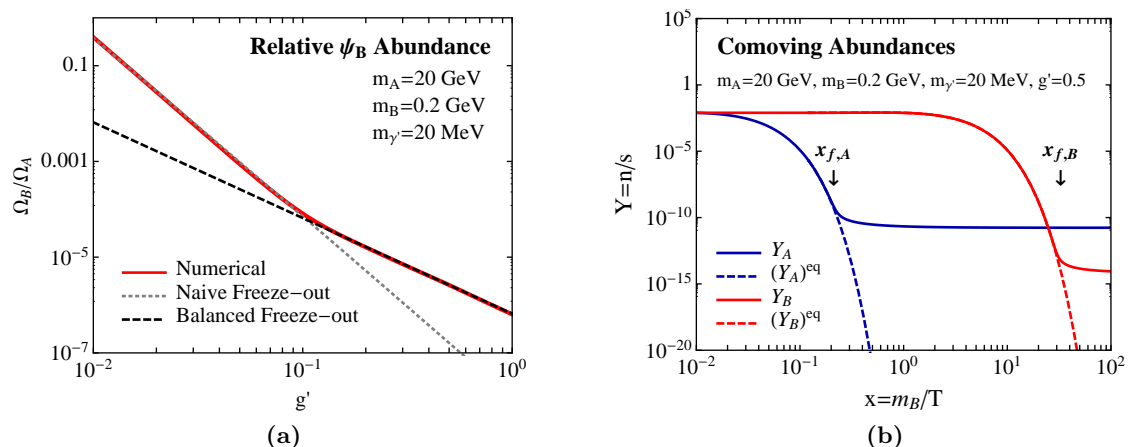 Relative ψB Abundance
mA=20 GeV
mB=0.2 GeV
mγ'=20 MeV
ΩB/ΩA
0.1
0.001
10⁻⁵
10⁻⁷
Numerical
Naive Freeze−out
Balanced Freeze−out
10⁻² 10⁻¹ 10⁰
g'
(a)
Comoving Abundances
mA=20 GeV, mB=0.2 GeV, mγ'=20 MeV, g'=0.5
xf,A
xf,B
↓ ↓
Y=n/s
10⁵
1
10⁻⁵
10⁻¹⁰
10⁻¹⁵
10⁻²⁰
YA
(YA)eq
YB
(YB)eq
10⁻² 10⁻¹ 10⁰ 10¹ 10²
x=mB/T
(b)